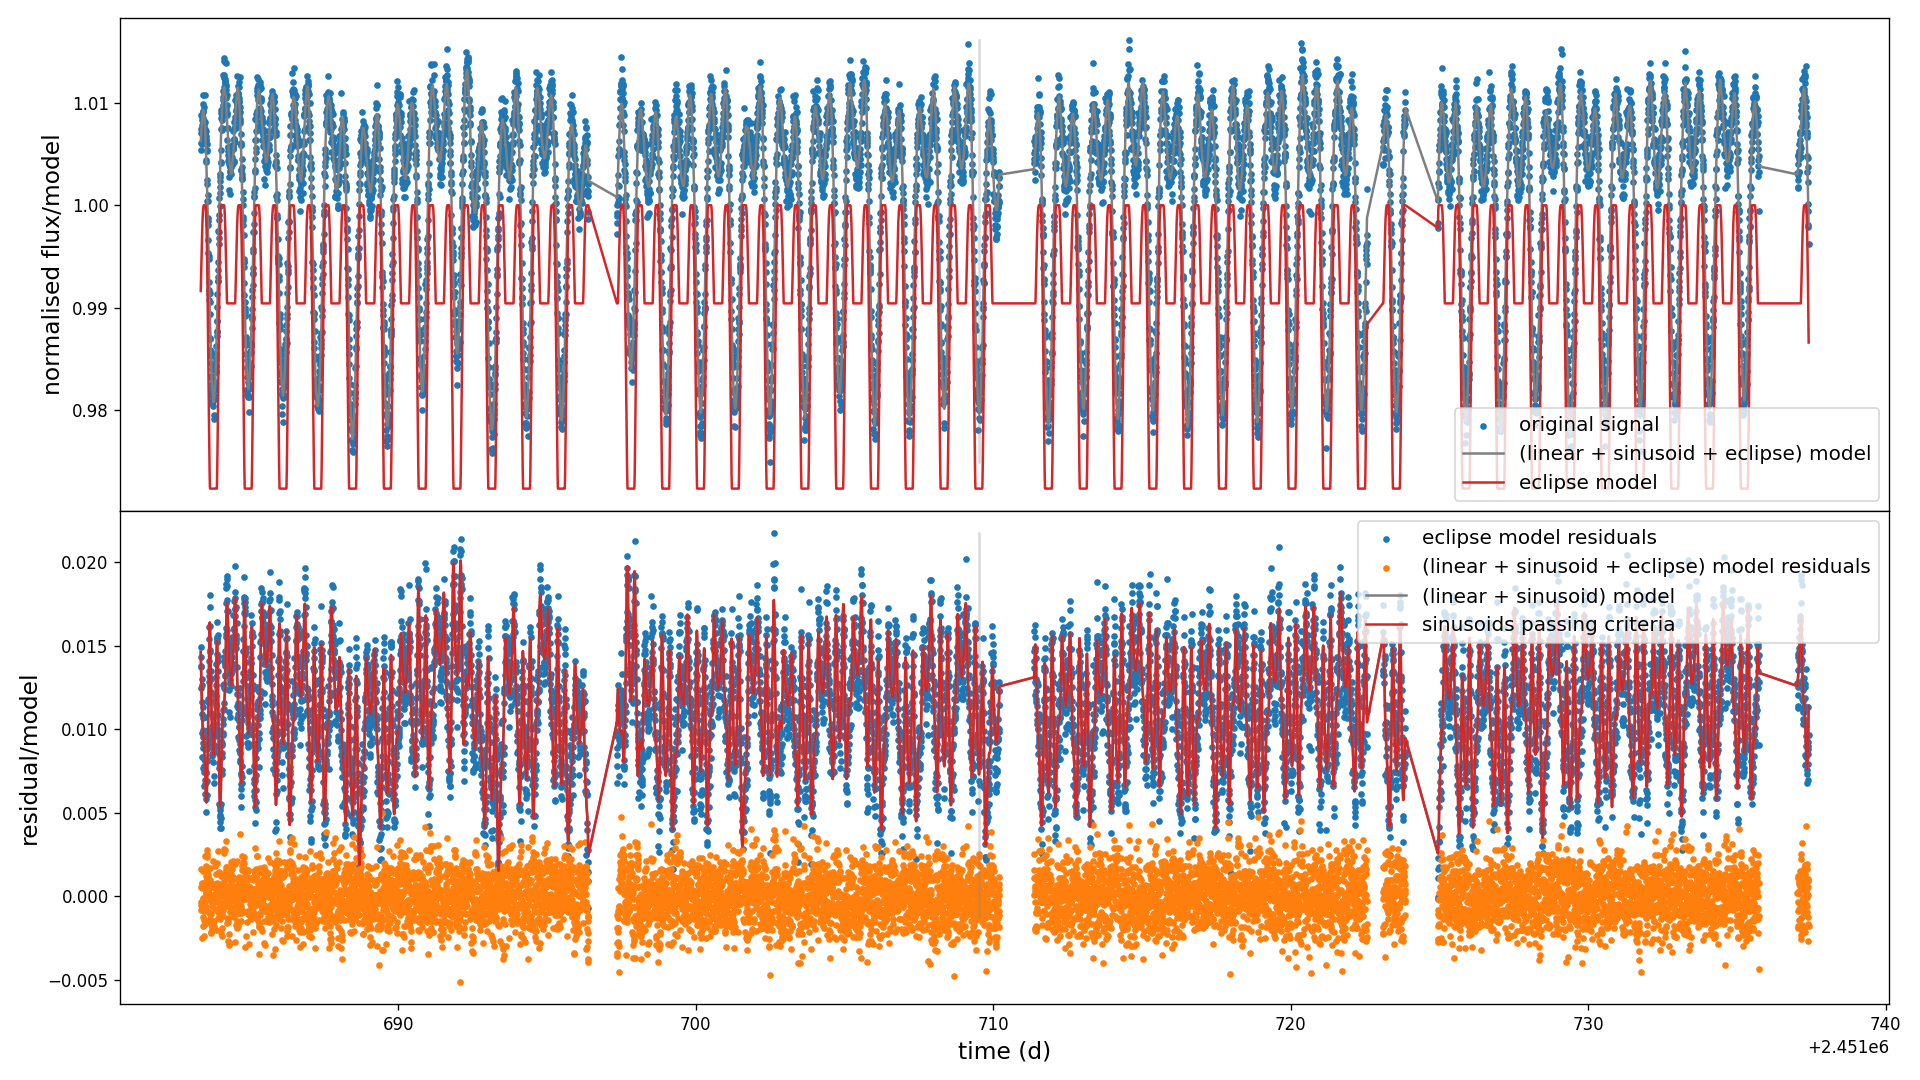 normalised flux/model
1.01
1.00
0.99
0.98
original signal
(linear + sinusoid + eclipse) model
eclipse model
residual/model
0.020
0.015
0.010
0.005
0.000
−0.005
eclipse model residuals
(linear + sinusoid + eclipse) model residuals
(linear + sinusoid) model
sinusoids passing criteria
690
700
710
720
730
740
time (d)
+2.451e6